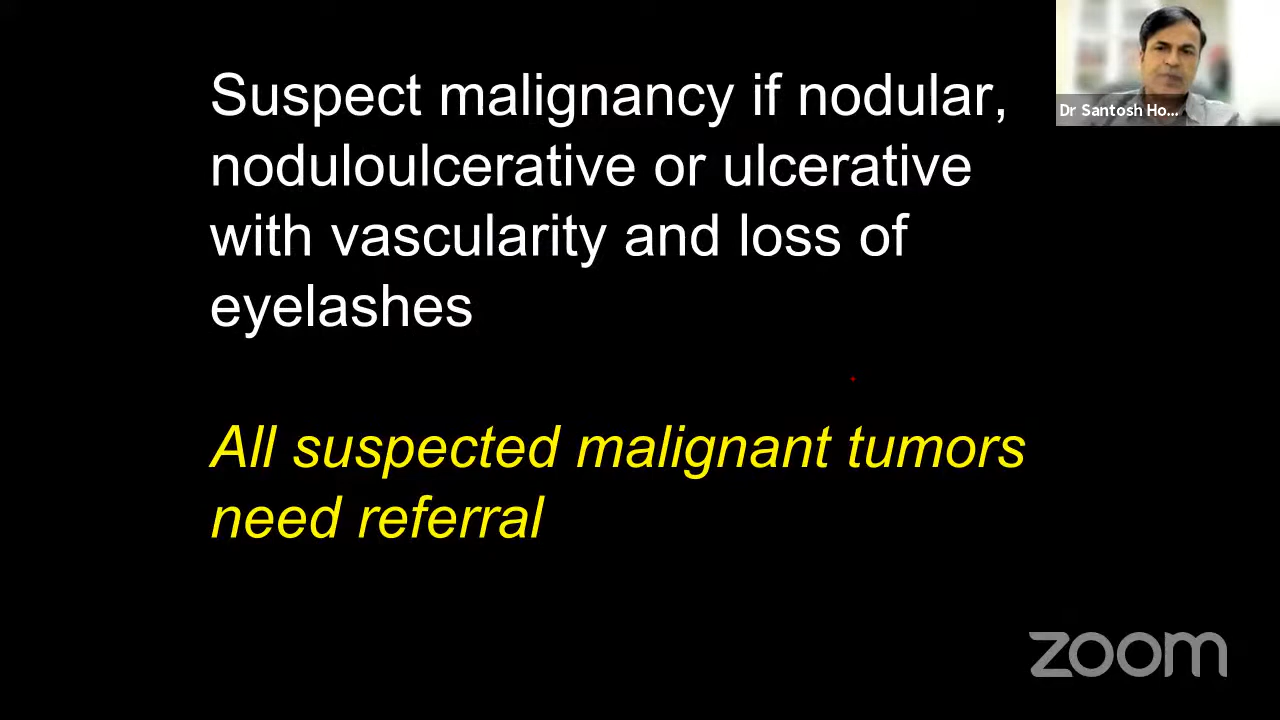 Suspect malignancy if nodular,
noduloulcerative or ulcerative
with vascularity and loss of
eyelashes
All suspected malignant tumors
need referral
Dr Santosh Ho...
zoom